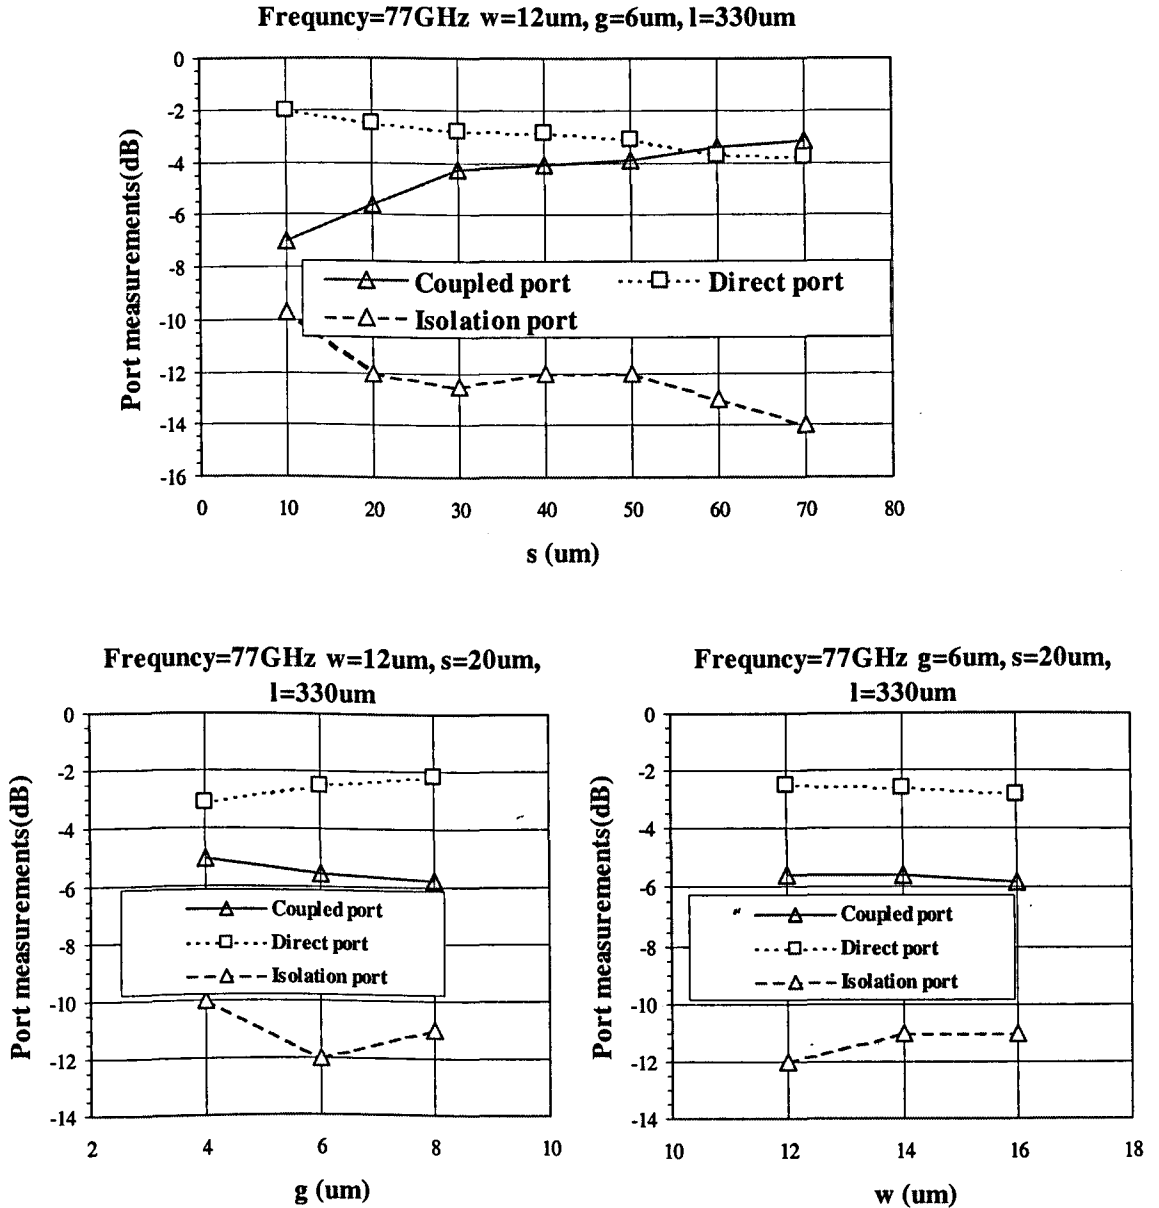 Frequncy=77GHz w=12um, g=6um, l=330um
Port measurements(dB)
0
-2
-4
-6
-8
-10
-12
-14
-16
Coupled port
Direct port
Isolation port
0 10 20 30 40 50 60 70 80
s (um)
Frequncy=77GHz w=12um, s=20um,
l=330um
Port measurements(dB)
0
-2
-4
-6
-8
-10
-12
-14
Coupled port
Direct port
Isolation port
2 4 6 8 10
g (um)
Frequncy=77GHz g=6um, s=20um,
l=330um
Port measurements(dB)
0
-2
-4
-6
-8
-10
-12
-14
Coupled port
Direct port
Isolation port
10 12 14 16 18
w (um)